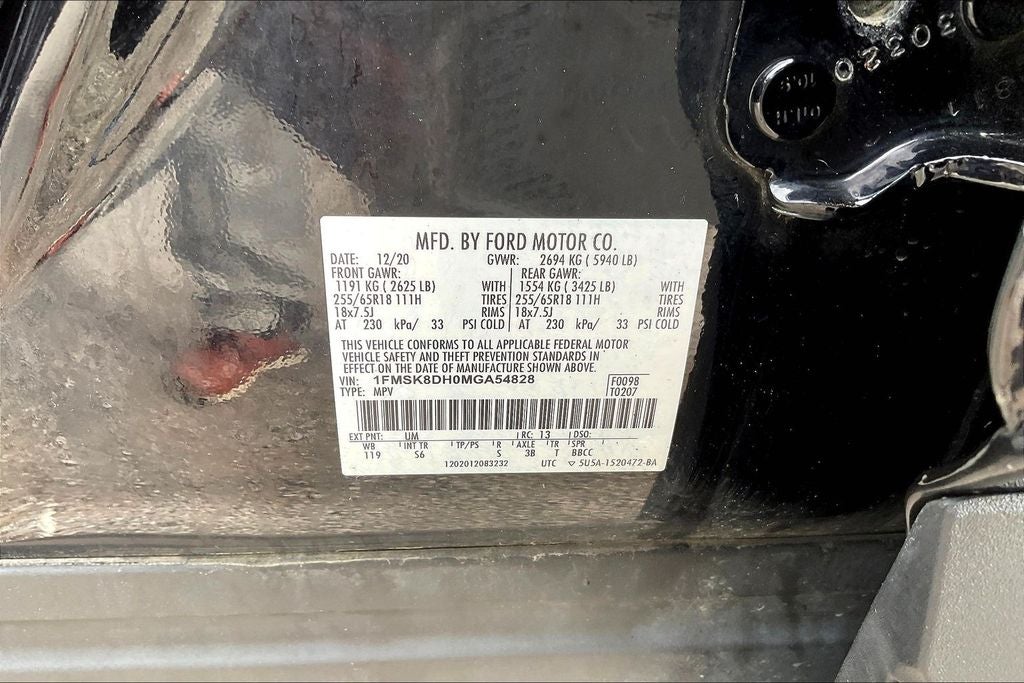 3032 0
MFD. BY FORD MOTOR CO.
DATE: 12/20 GVWR: 2694 KG ( 5940 LB)
FRONT GAWR: REAR GAWR:
1191 KG ( 2625 LB) WITH 1554 KG ( 3425 LB) WITH
255/65R18 111H TIRES 255/65R18 111H TIRES
18x7.5J RIMS 18x7.5J RIMS
AT 230 kPa/ 33 PSI COLD AT 230 kPa/ 33 PSI COLD
THIS VEHICLE CONFORMS TO ALL APPLICABLE FEDERAL MOTOR
VEHICLE SAFETY AND THEFT PREVENTION STANDARDS IN
EFFECT ON THE DATE OF MANUFACTURE SHOWN ABOVE.
VIN: 1FMSK8DH0MGA54828 F0098
TYPE: MPV T0207
EXT PNT: UM RC: 13 DSO:
WB INT TR TP/PS R AXLE TR SPR
119 S6 S 3B T BBCC
1202012083232 UTC ▽ 5U5A-1520472-BA